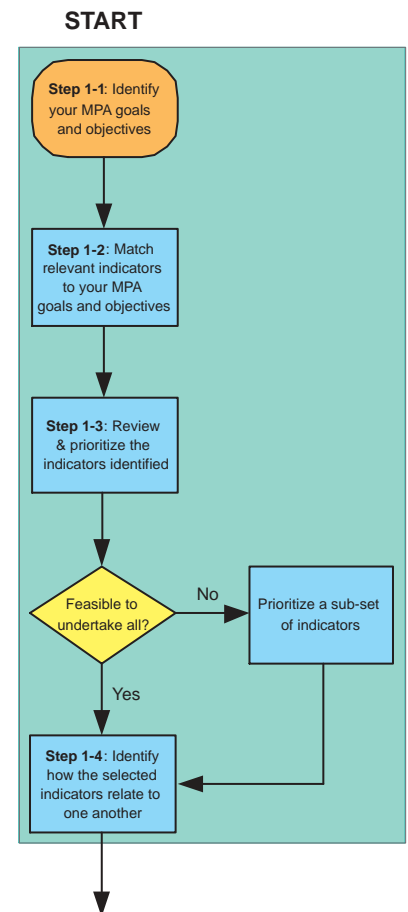 START
Step 1-1: Identify
your MPA goals
and objectives
Step 1-2: Match
relevant indicators
to your MPA
goals and objectives
Step 1-3: Review
& prioritize the
indicators identified
Feasible to
undertake all?
No
Prioritize a sub-set
of indicators
Yes
Step 1-4: Identify
how the selected
indicators relate to
one another